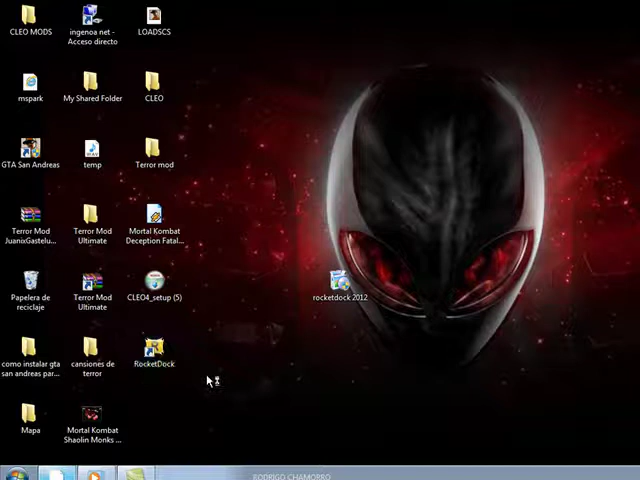 CLEO MODS
ingenoa net -
Acceso directo
LOADSCS
mspark
My Shared Folder
CLEO
GTA San Andreas
temp
Terror mod
Terror Mod
JuanixGastelu...
Terror Mod
Ultimate
Mortal Kombat
Deception Fatal...
Papelera de
reciclaje
Terror Mod
Ultimate
CLEO4_setup (5)
rocketdock 2012
como instalar gta
san andreas par...
cansiones de
terror
RocketDock
Mapa
Mortal Kombat
Shaolin Monks ...
RODRIGO CHAMORRO